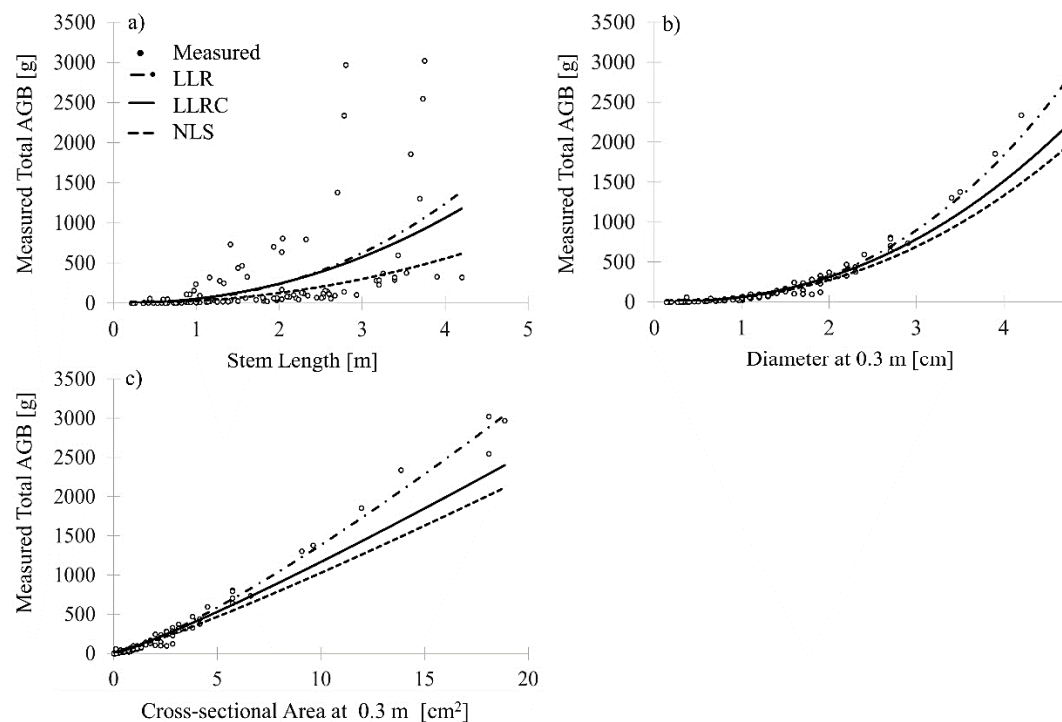 a)
Measured Total AGB [g]
3500
3000
2500
2000
1500
1000
500
0
Measured
LLR
LLRC
NLS
0 1 2 3 4 5
Stem Length [m]
b)
Measured Total AGB [g]
3500
3000
2500
2000
1500
1000
500
0
0 1 2 3 4
Diameter at 0.3 m [cm]
c)
Measured Total AGB [g]
3500
3000
2500
2000
1500
1000
500
0
0 5 10 15 20
Cross-sectional Area at 0.3 m [cm²]